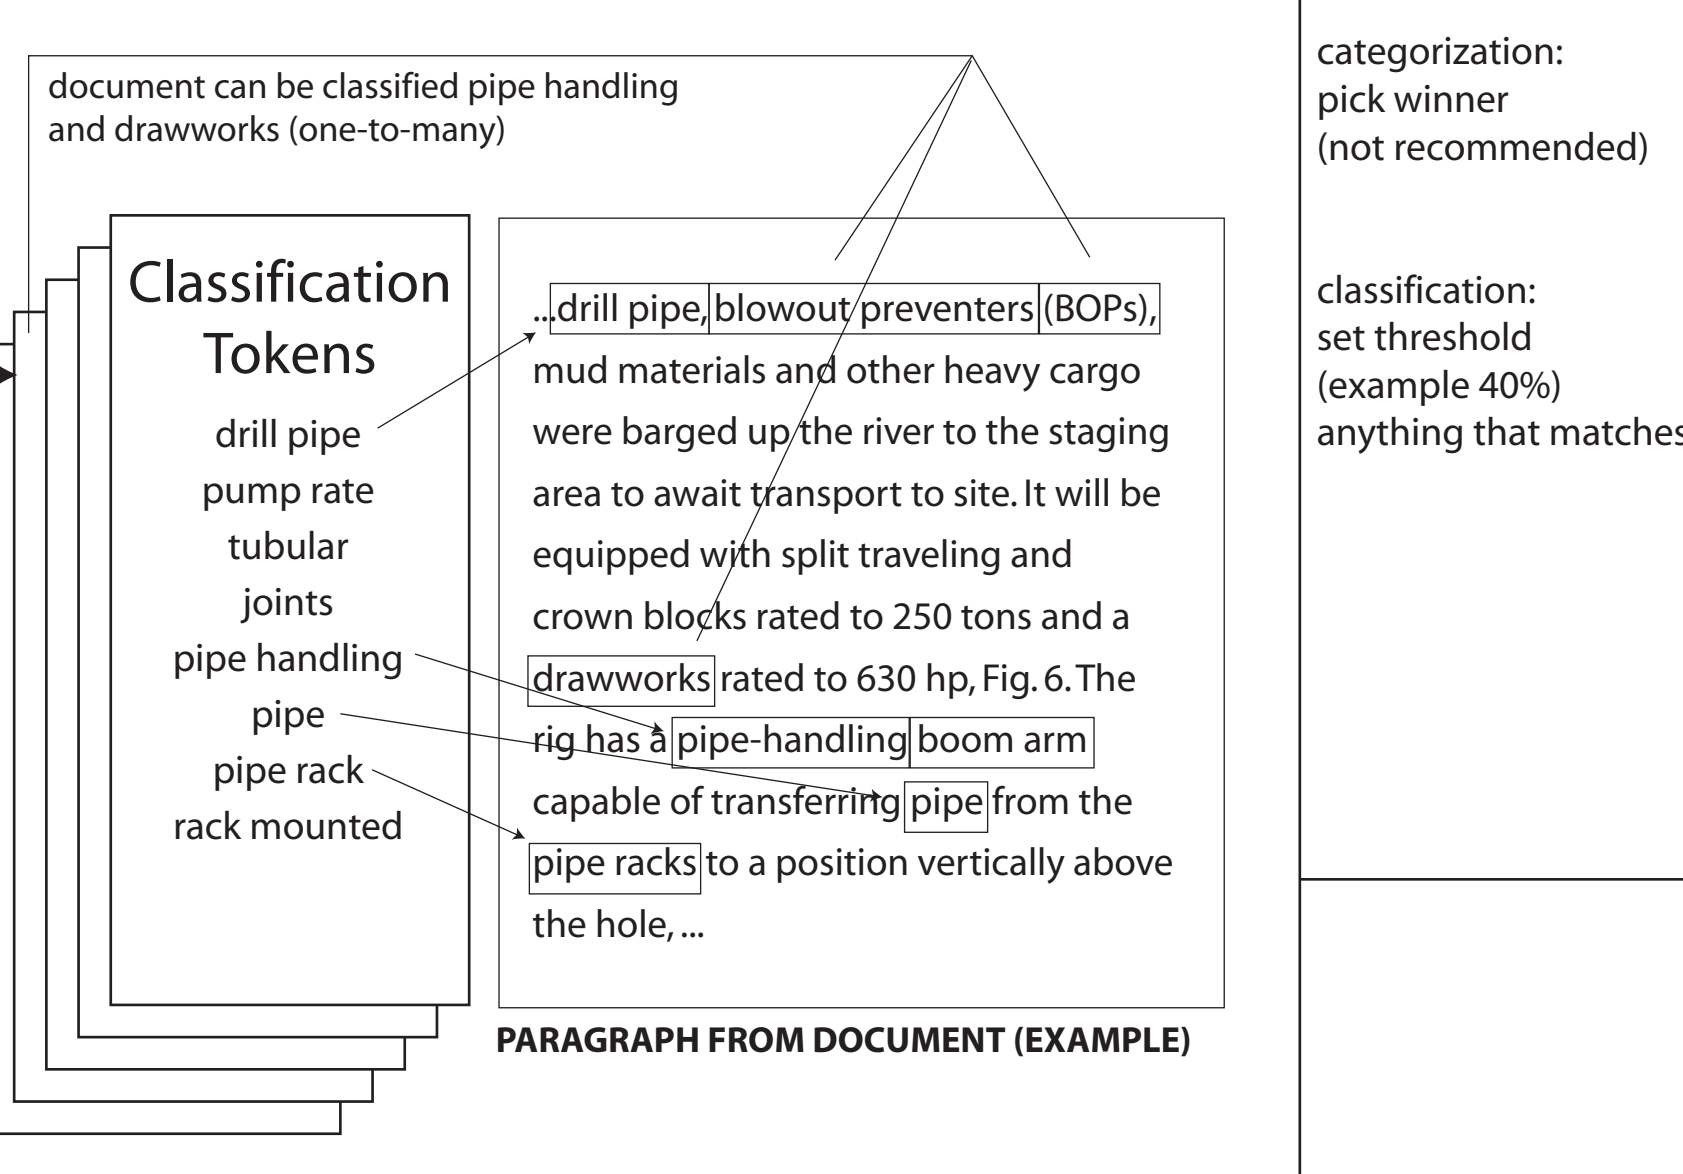 document can be classified pipe handling
and drawworks (one-to-many)
Classification
Tokens
drill pipe
pump rate
tubular
joints
pipe handling
pipe
pipe rack
rack mounted
...drill pipe, blowout preventers (BOPs),
mud materials and other heavy cargo
were barged up the river to the staging
area to await transport to site. It will be
equipped with split traveling and
crown blocks rated to 250 tons and a
drawworks rated to 630 hp, Fig. 6. The
rig has a pipe-handling boom arm
capable of transferring pipe from the
pipe racks to a position vertically above
the hole, ...
PARAGRAPH FROM DOCUMENT (EXAMPLE)
categorization:
pick winner
(not recommended)
classification:
set threshold
(example 40%)
anything that matches